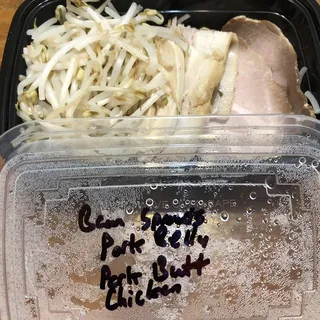 Bean Sprouts
Pork Belly
Pork Butt
Chicken